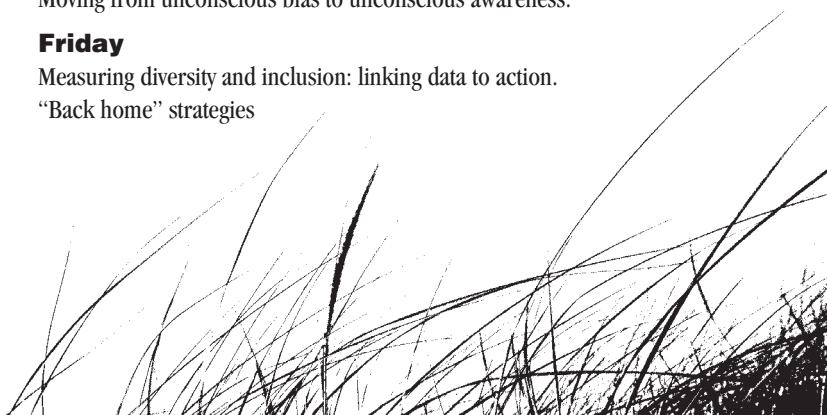 Moving from unconscious bias to unconscious awareness.
Friday
Measuring diversity and inclusion: linking data to action.
“Back home” strategies